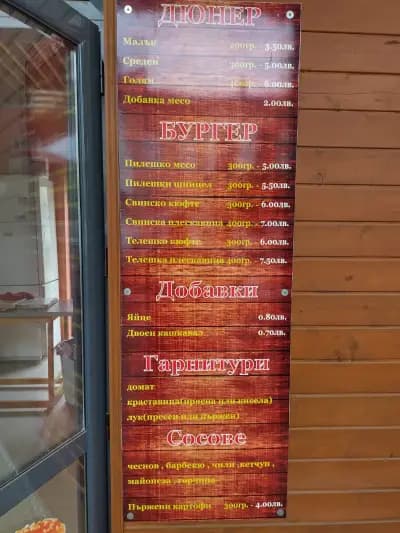 ДЮНЕР
Малък 200гр. - 3.50лв.
Среден 300гр. - 5.00лв.
Голям - 6.00лв.
Добавка месо 2.00лв.
БУРГЕР
Пилешко месо 300гр. - 5.00лв.
Пилешки шницел 300гр. - 5.50лв.
Свинско кюфте 300гр. - 6.00лв.
Свинска плескавица 400гр. - 7.00лв.
Телешко кюфте 300гр. - 6.00лв.
Телешка плескавица 400гр. - 7.50лв.
Добавки
Яйце 0.80лв.
Двоен кашкавал 0.70лв.
Гарнитури
домат
краставица(прясна или кисела)
лук(пресен или пържен)
Сосове
чеснов , барбекю , чили ,кетчуп ,
майонеза ,горчица
Пържени картофи 300гр. - 4.00лв.